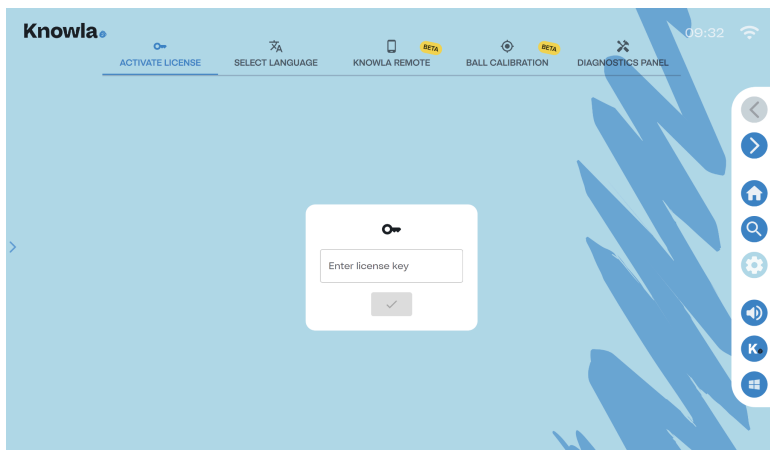 Knowla
09:32
BETA
BETA
ACTIVATE LICENSE
SELECT LANGUAGE
KNOWLA REMOTE
BALL CALIBRATION
DIAGNOSTICS PANEL
Enter license key
K.